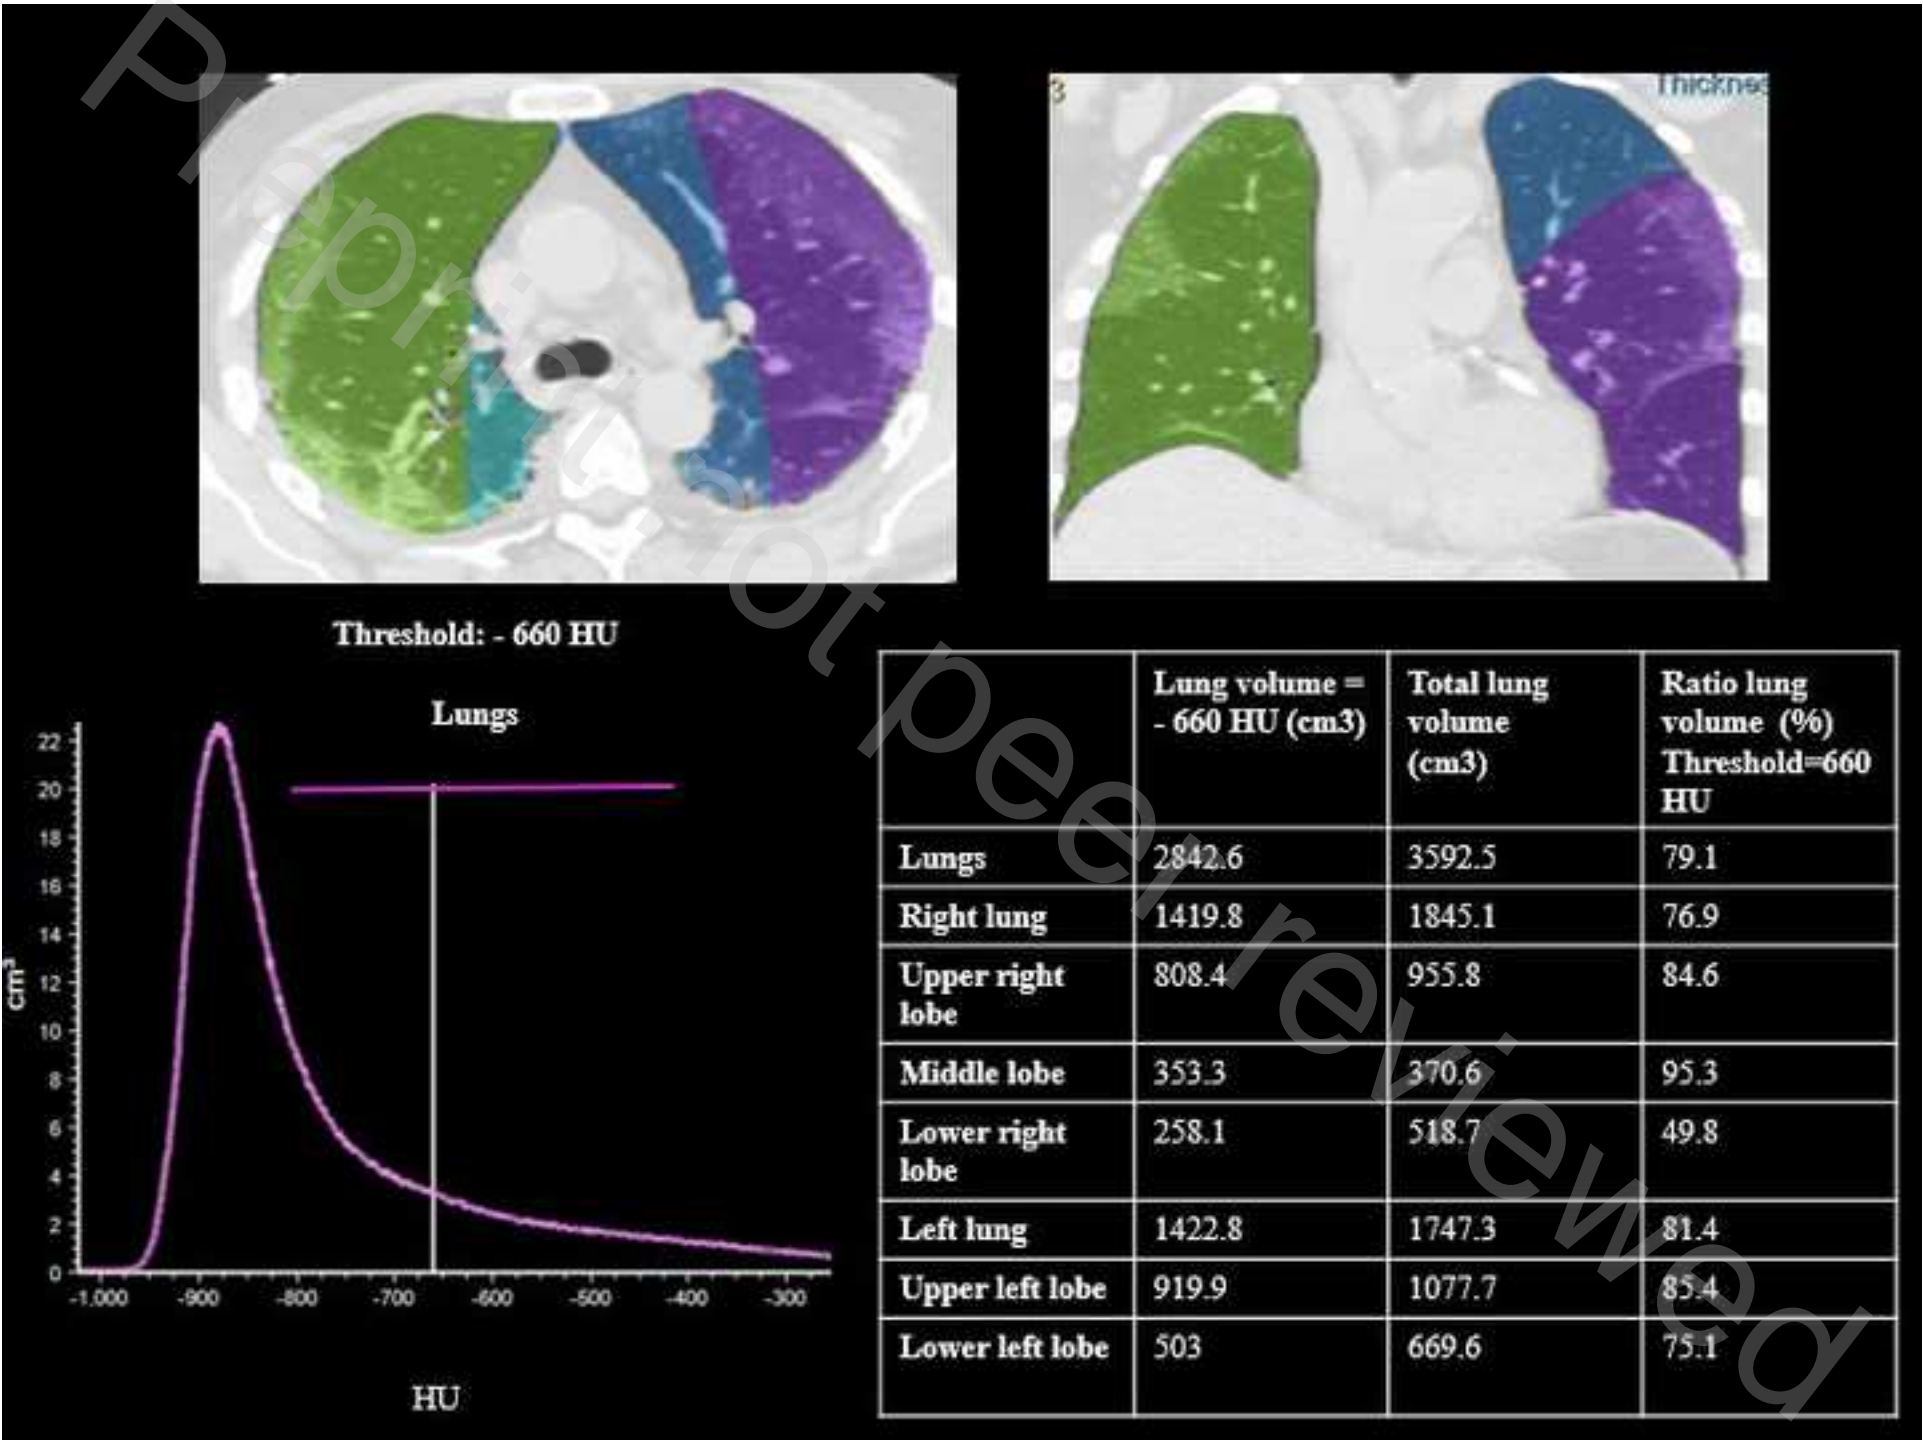 3
Thicknes
Threshold: - 660 HU
Lungs
22
20
18
16
14
12
10
8
6
4
2
0
cm³
-1.000 -900 -800 -700 -600 -500 -400 -300
HU
Lung volume = - 660 HU (cm3) Total lung volume (cm3) Ratio lung volume (%) Threshold=660 HU
Lungs 2842.6 3592.5 79.1
Right lung 1419.8 1845.1 76.9
Upper right lobe 808.4 955.8 84.6
Middle lobe 353.3 370.6 95.3
Lower right lobe 258.1 518.7 49.8
Left lung 1422.8 1747.3 81.4
Upper left lobe 919.9 1077.7 85.4
Lower left lobe 503 669.6 75.1
Preprint not peer reviewed